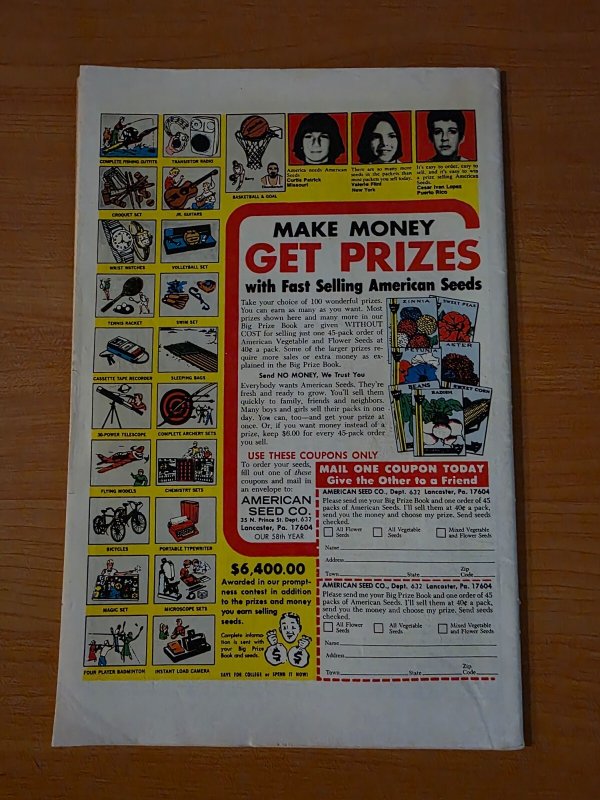 COMPLETE FISHING OUTFITS
TRANSISTOR RADIO
BASKETBALL & GOAL
America needs American
Seeds
Curtis Patrick
Missouri
There are so many more
seeds in the packets than
most packets you sell today.
Valerie Flini
New York
It's easy to order, easy to
sell, and it's easy to win
a prize selling American
Seeds.
Cesar Ivan Lopez
Puerto Rico
CROQUET SET
JR. GUITARS
WRIST WATCHES
VOLLEYBALL SET
TENNIS RACKET
SWIM SET
CASSETTE TAPE RECORDER
SLEEPING BAGS
30-POWER TELESCOPE
COMPLETE ARCHERY SETS
FLYING MODELS
CHEMISTRY SETS
BICYCLES
PORTABLE TYPEWRITER
MAGIC SET
MICROSCOPE SETS
FOUR PLAYER BADMINTON
INSTANT LOAD CAMERA
MAKE MONEY
GET PRIZES
with Fast Selling American Seeds
Take your choice of 100 wonderful prizes.
You can earn as many as you want. Most
prizes shown here and many more in our
Big Prize Book are given WITHOUT
COST for selling just one 45-pack order of
American Vegetable and Flower Seeds at
40¢ a pack. Some of the larger prizes re-
quire more sales or extra money as ex-
plained in the Big Prize Book.
Send NO MONEY, We Trust You
Everybody wants American Seeds. They're
fresh and ready to grow. You'll sell them
quickly to family, friends and neighbors.
Many boys and girls sell their packs in one
day. You can, too—and get your prize at
once. Or, if you want money instead of a
prize, keep $6.00 for every 45-pack order
you sell.
ZINNIA
SWEET PEAS
PETUNIA
ASTER
BEANS
RADISH
SWEET CORN
USE THESE COUPONS ONLY
To order your seeds,
fill out one of these
coupons and mail in
an envelope to:
AMERICAN
SEED CO.
35 N. Prince St. Dept. 632
Lancaster, Pa. 17604
OUR 58th YEAR
$6,400.00
Awarded in our prompt-
ness contest in addition
to the prizes and money
you earn selling
seeds.
Complete informa-
tion is sent with
your Big Prize
Book and seeds.
SAVE FOR COLLEGE or SPEND IT NOW!
MAIL ONE COUPON TODAY
Give the Other to a Friend
AMERICAN SEED CO., Dept. 632 Lancaster, Pa. 17604
Please send me your Big Prize Book and one order of 45
packs of American Seeds. I'll sell them at 40¢ a pack,
send you the money and choose my prize. Send seeds
checked.
All Flower
Seeds
All Vegetable
Seeds
Mixed Vegetable
and Flower Seeds
Name
Address
Town State Zip Code
AMERICAN SEED CO., Dept. 632 Lancaster, Pa. 17604
Please send me your Big Prize Book and one order of 45
packs of American Seeds. I'll sell them at 40¢ a pack,
send you the money and choose my prize. Send seeds
checked.
All Flower
Seeds
All Vegetable
Seeds
Mixed Vegetable
and Flower Seeds
Name
Address
Town State Zip Code